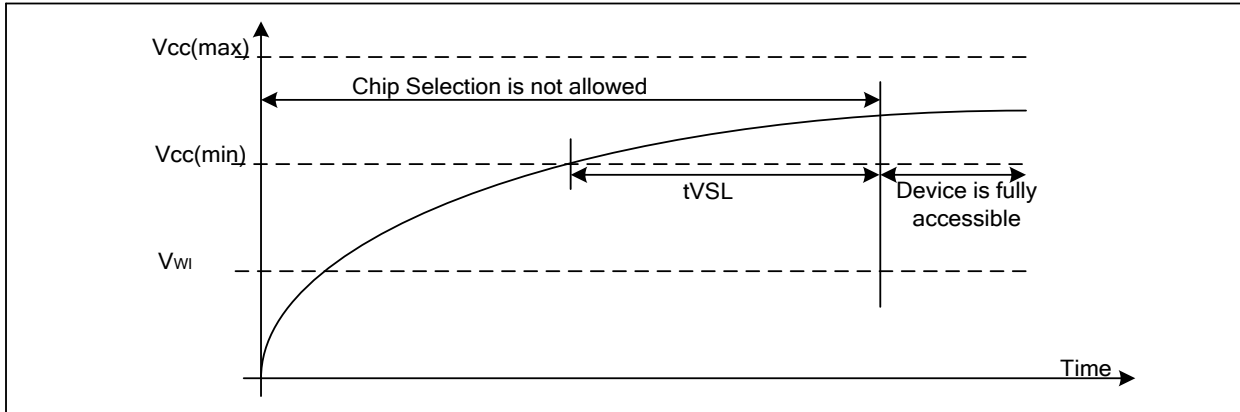 Vcc(max)
Chip Selection is not allowed
Vcc(min)
tVSL
Device is fully
accessible
VWI
Time